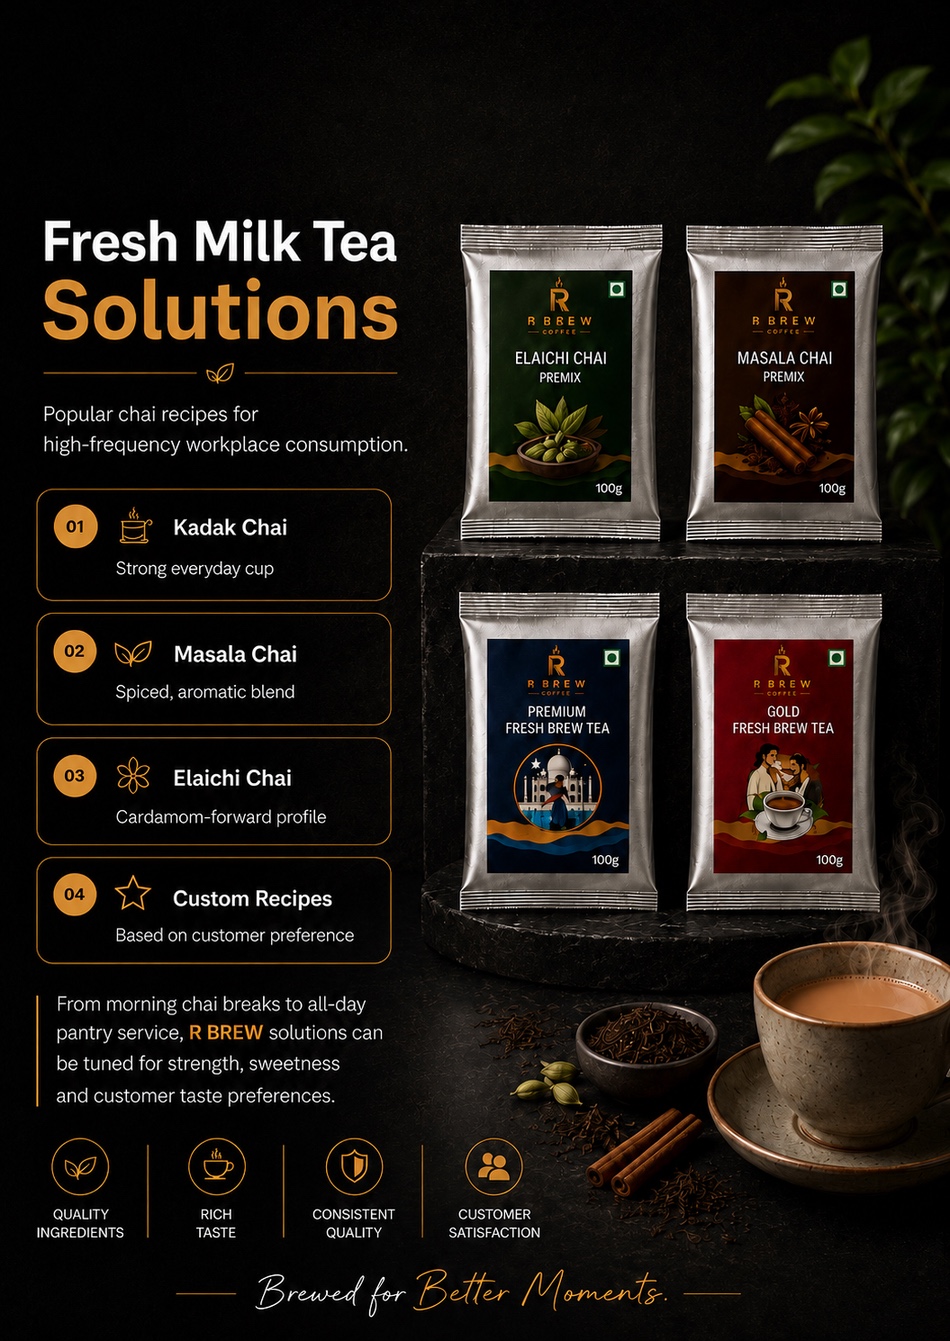 Fresh Milk Tea
Solutions
Popular chai recipes for
high-frequency workplace consumption.
01
Kadak Chai
Strong everyday cup
02
Masala Chai
Spiced, aromatic blend
03
Elaichi Chai
Cardamom-forward profile
04
Custom Recipes
Based on customer preference
From morning chai breaks to all-day
pantry service, R BREW solutions can
be tuned for strength, sweetness
and customer taste preferences.
R
R BREW
COFFEE
ELAICHI CHAI
PREMIX
100g
R
R BREW
COFFEE
MASALA CHAI
PREMIX
100g
R
R BREW
COFFEE
PREMIUM
FRESH BREW TEA
100g
R
R BREW
COFFEE
GOLD
FRESH BREW TEA
100g
QUALITY
INGREDIENTS
RICH
TASTE
CONSISTENT
QUALITY
CUSTOMER
SATISFACTION
Brewed for Better Moments.